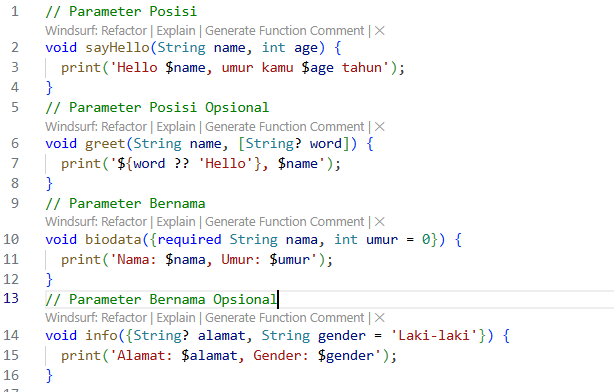 1 // Parameter Posisi
Windsurf: Refactor | Explain | Generate Function Comment | ×
2 void sayHello(String name, int age) {
3 print('Hello $name, umur kamu $age tahun');
4 }
5 // Parameter Posisi Opsional
Windsurf: Refactor | Explain | Generate Function Comment | ×
6 void greet(String name, [String? word]) {
7 print('${word ?? 'Hello'}, $name');
8 }
9 // Parameter Bernama
Windsurf: Refactor | Explain | Generate Function Comment | ×
10 void biodata({required String nama, int umur = 0}) {
11 print('Nama: $nama, Umur: $umur');
12 }
13 // Parameter Bernama Opsional
Windsurf: Refactor | Explain | Generate Function Comment | ×
14 void info({String? alamat, String gender = 'Laki-laki'}) {
15 print('Alamat: $alamat, Gender: $gender');
16 }